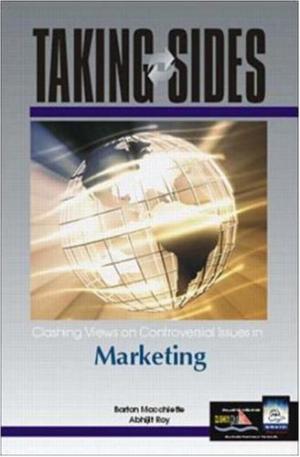 TAKING SIDES
Clashing Views on Controversial Issues in
Marketing
Barton Macchiette
Abhijit Roy